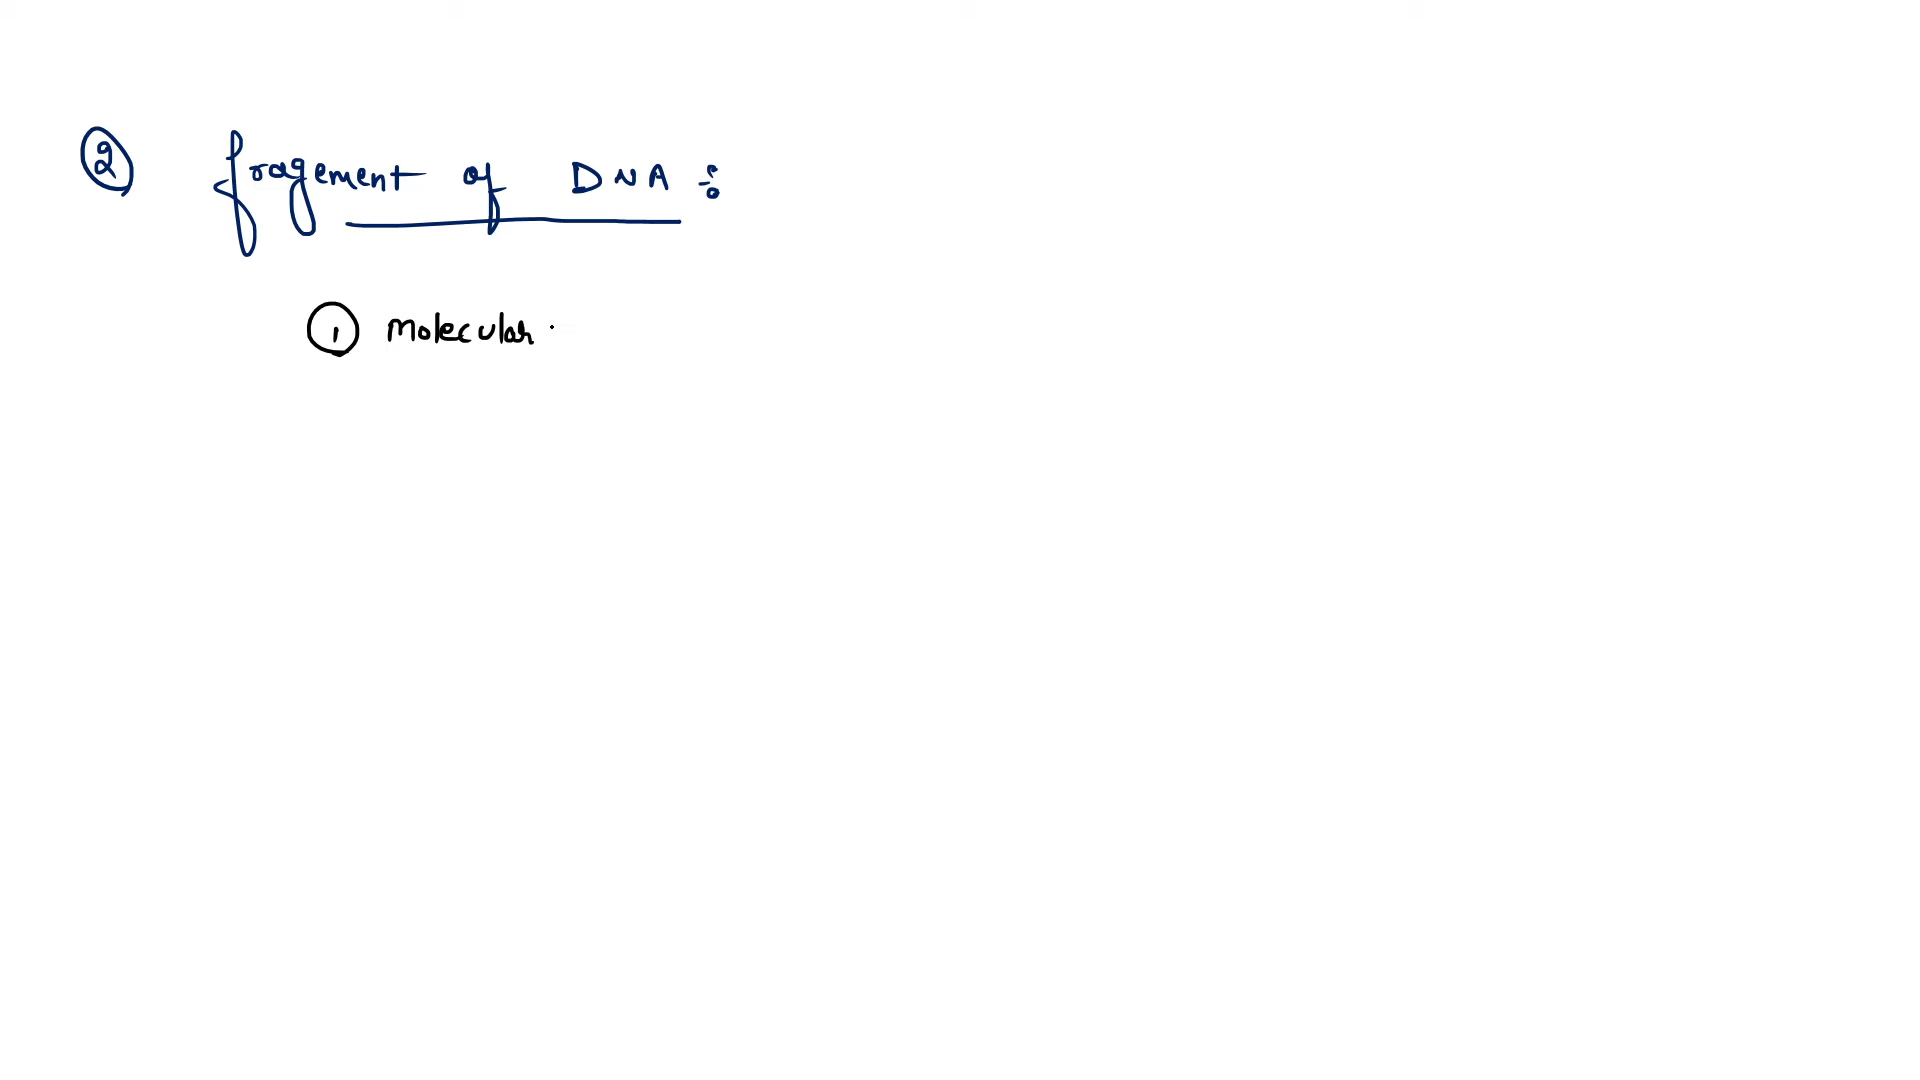 ② fragement of DNA :
① Molecular